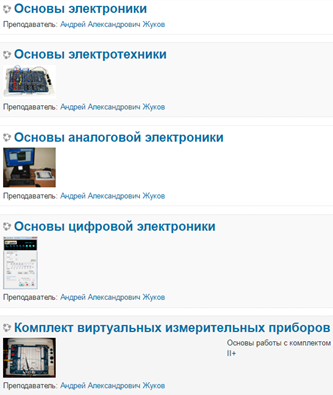 Основы электроники
Преподаватель: Андрей Александрович Жуков
Основы электротехники
Преподаватель: Андрей Александрович Жуков
Основы аналоговой электроники
Преподаватель: Андрей Александрович Жуков
Основы цифровой электроники
Преподаватель: Андрей Александрович Жуков
Комплект виртуальных измерительных приборов
Основы работы с комплектом
II+
Преподаватель: Андрей Александрович Жуков